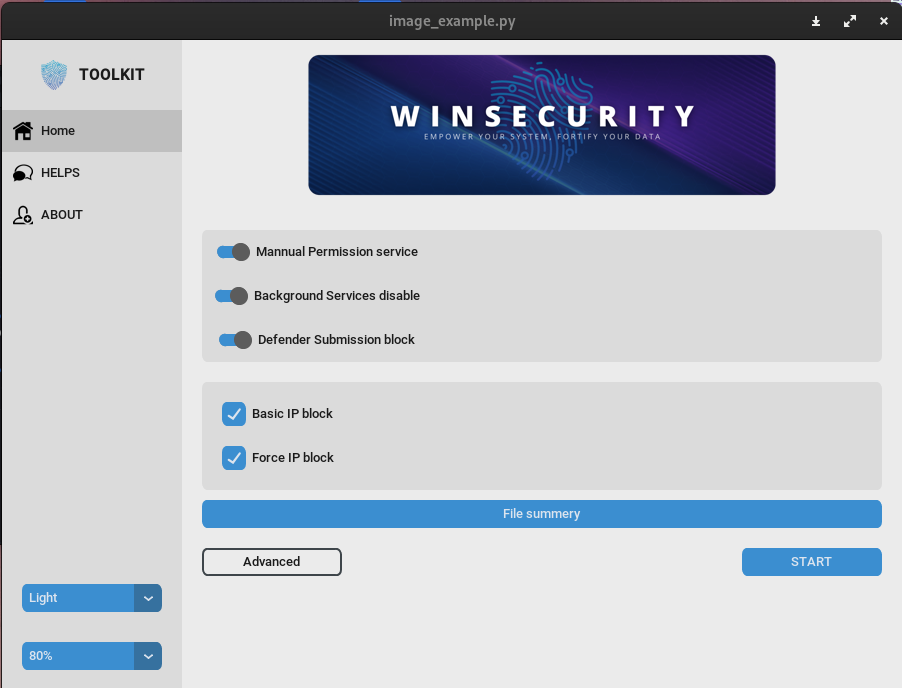 image_example.py
TOOLKIT
Home
HELPS
ABOUT
Light
80%
WINSECURITY
EMPOWER YOUR SYSTEM, FORTIFY YOUR DATA
Mannual Permission service
Background Services disable
Defender Submission block
Basic IP block
Force IP block
File summery
Advanced
START